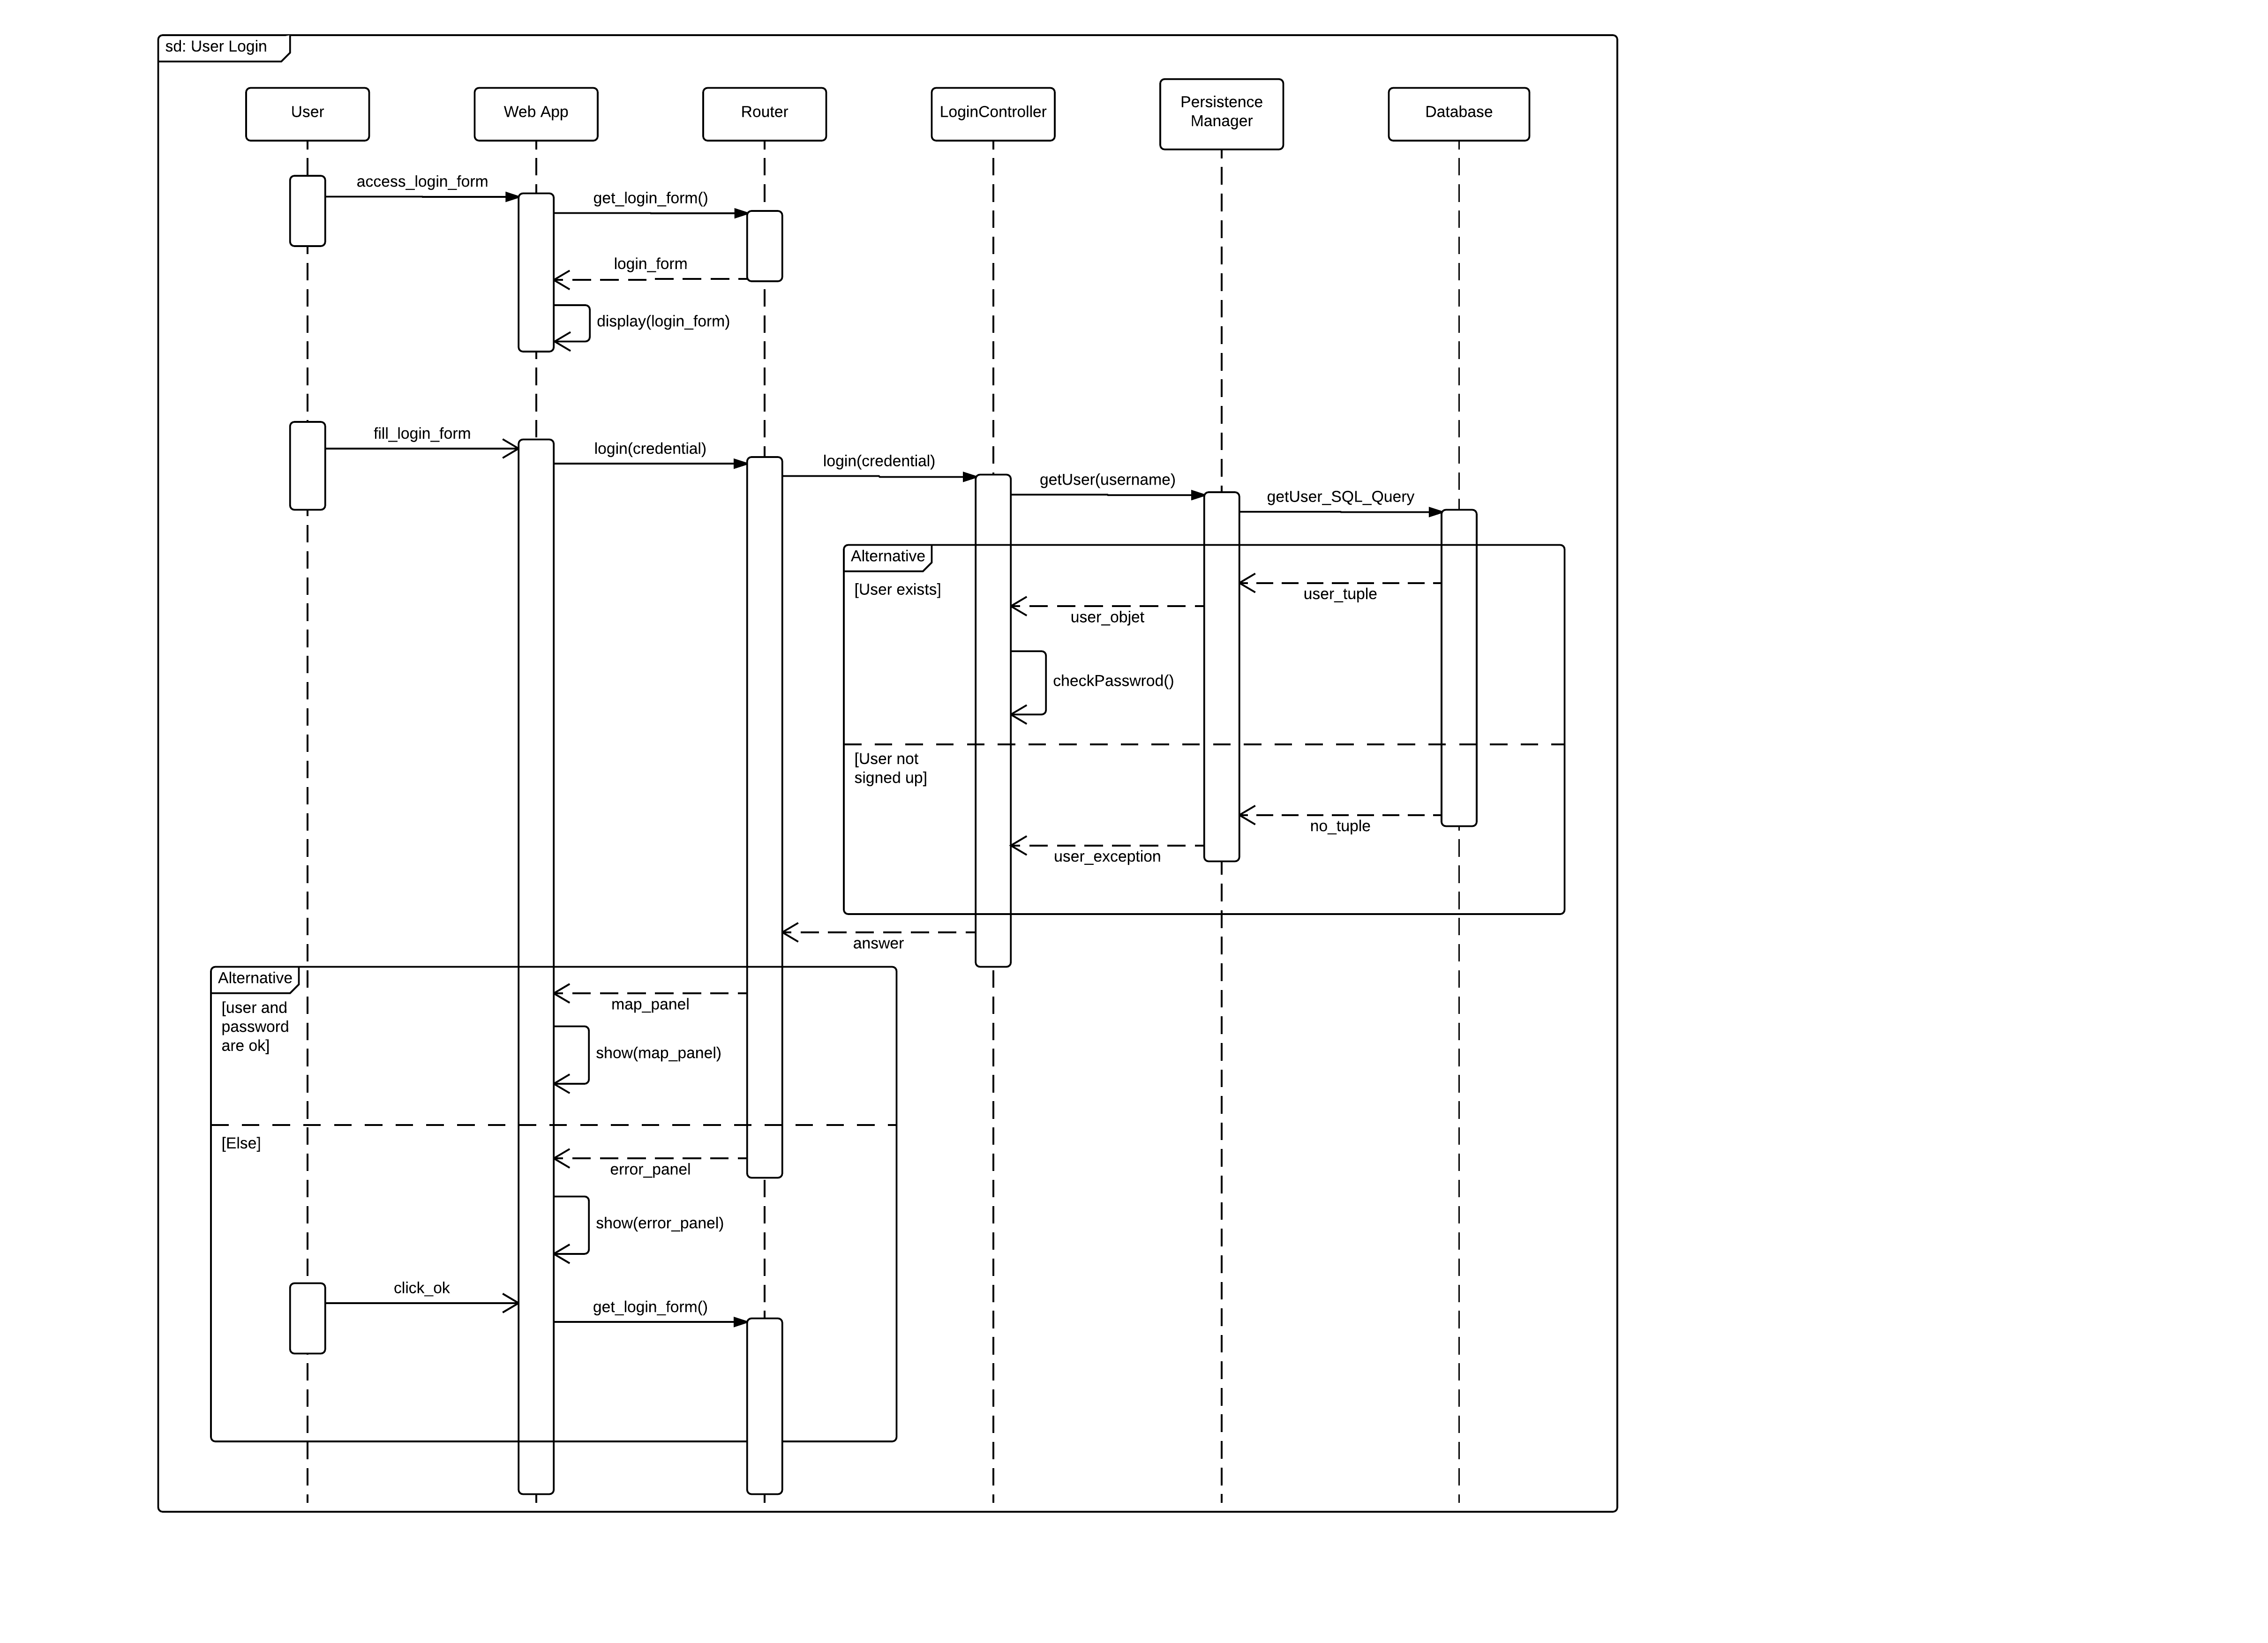 sd: User Login
User
Web App
Router
LoginController
Persistence
Manager
Database
access_login_form
get_login_form()
login_form
display(login_form)
fill_login_form
login(credential)
login(credential)
getUser(username)
getUser_SQL_Query
Alternative
[User exists]
user_tuple
user_objet
checkPasswrod()
[User not
signed up]
no_tuple
user_exception
answer
Alternative
[user and
password
are ok]
map_panel
show(map_panel)
[Else]
error_panel
show(error_panel)
click_ok
get_login_form()